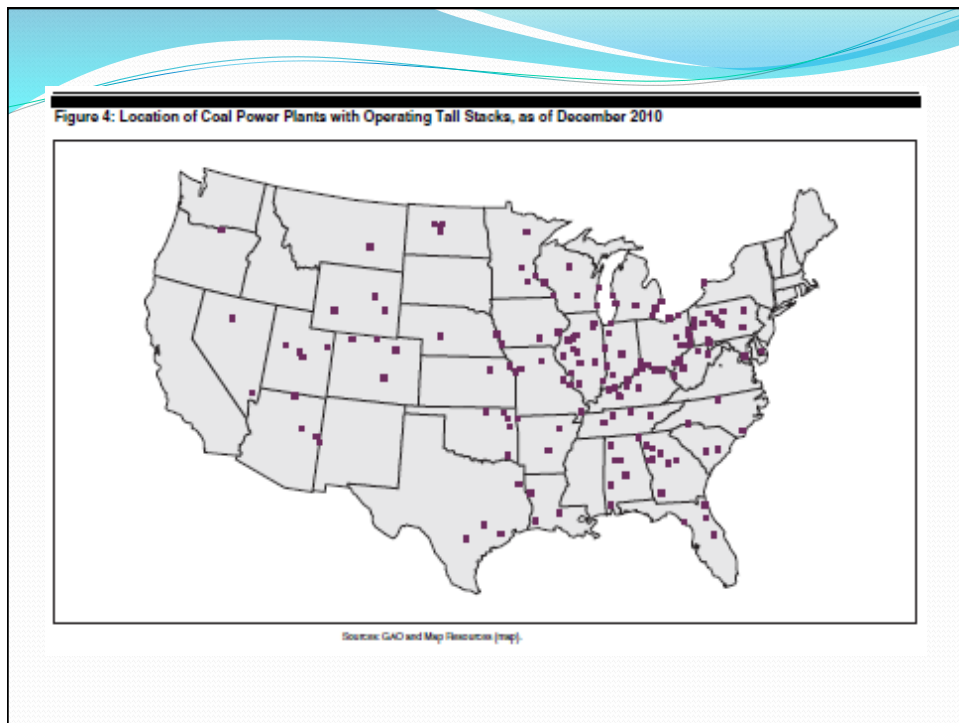 Figure 4: Location of Coal Power Plants with Operating Tall Stacks, as of December 2010
Sources: GAO and Map Resources (map).